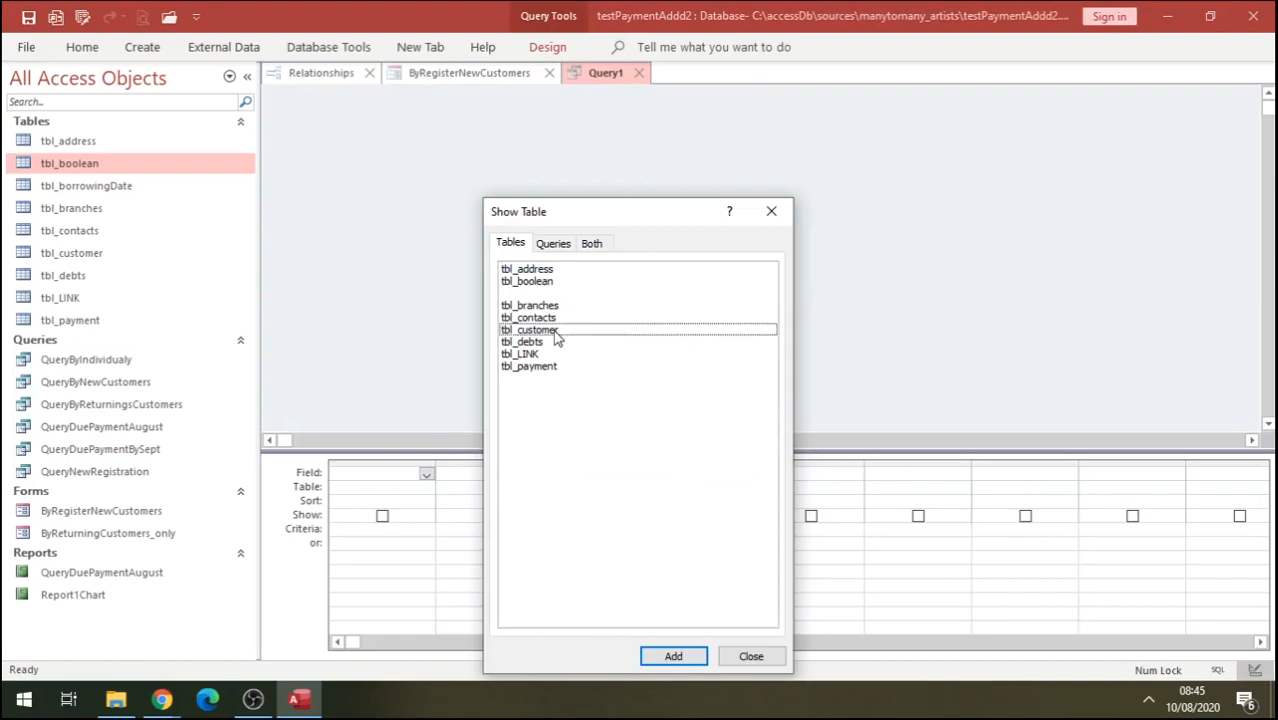 Query Tools
testPaymentAddd2 : Database- C:\accessDb\sources\manytomany_artists\testPaymentAddd2....
Sign in
File
Home
Create
External Data
Database Tools
New Tab
Help
Design
Tell me what you want to do
All Access Objects
Search...
Tables
tbl_address
tbl_boolean
tbl_borrowingDate
tbl_branches
tbl_contacts
tbl_customer
tbl_debts
tbl_LINK
tbl_payment
Queries
QueryByIndividualy
QueryByNewCustomers
QueryByReturningsCustomers
QueryDuePaymentAugust
QueryDuePaymentBySept
QueryNewRegistration
Forms
ByRegisterNewCustomers
ByReturningCustomers_only
Reports
QueryDuePaymentAugust
Report1Chart
Relationships
ByRegisterNewCustomers
Query1
Show Table
?
Tables
Queries
Both
tbl_address
tbl_boolean
tbl_branches
tbl_contacts
tbl_customer
tbl_debts
tbl_LINK
tbl_payment
Add
Close
Field:
Table:
Sort:
Show:
Criteria:
or:
Ready
Num Lock
SQL
08:45
10/08/2020
6